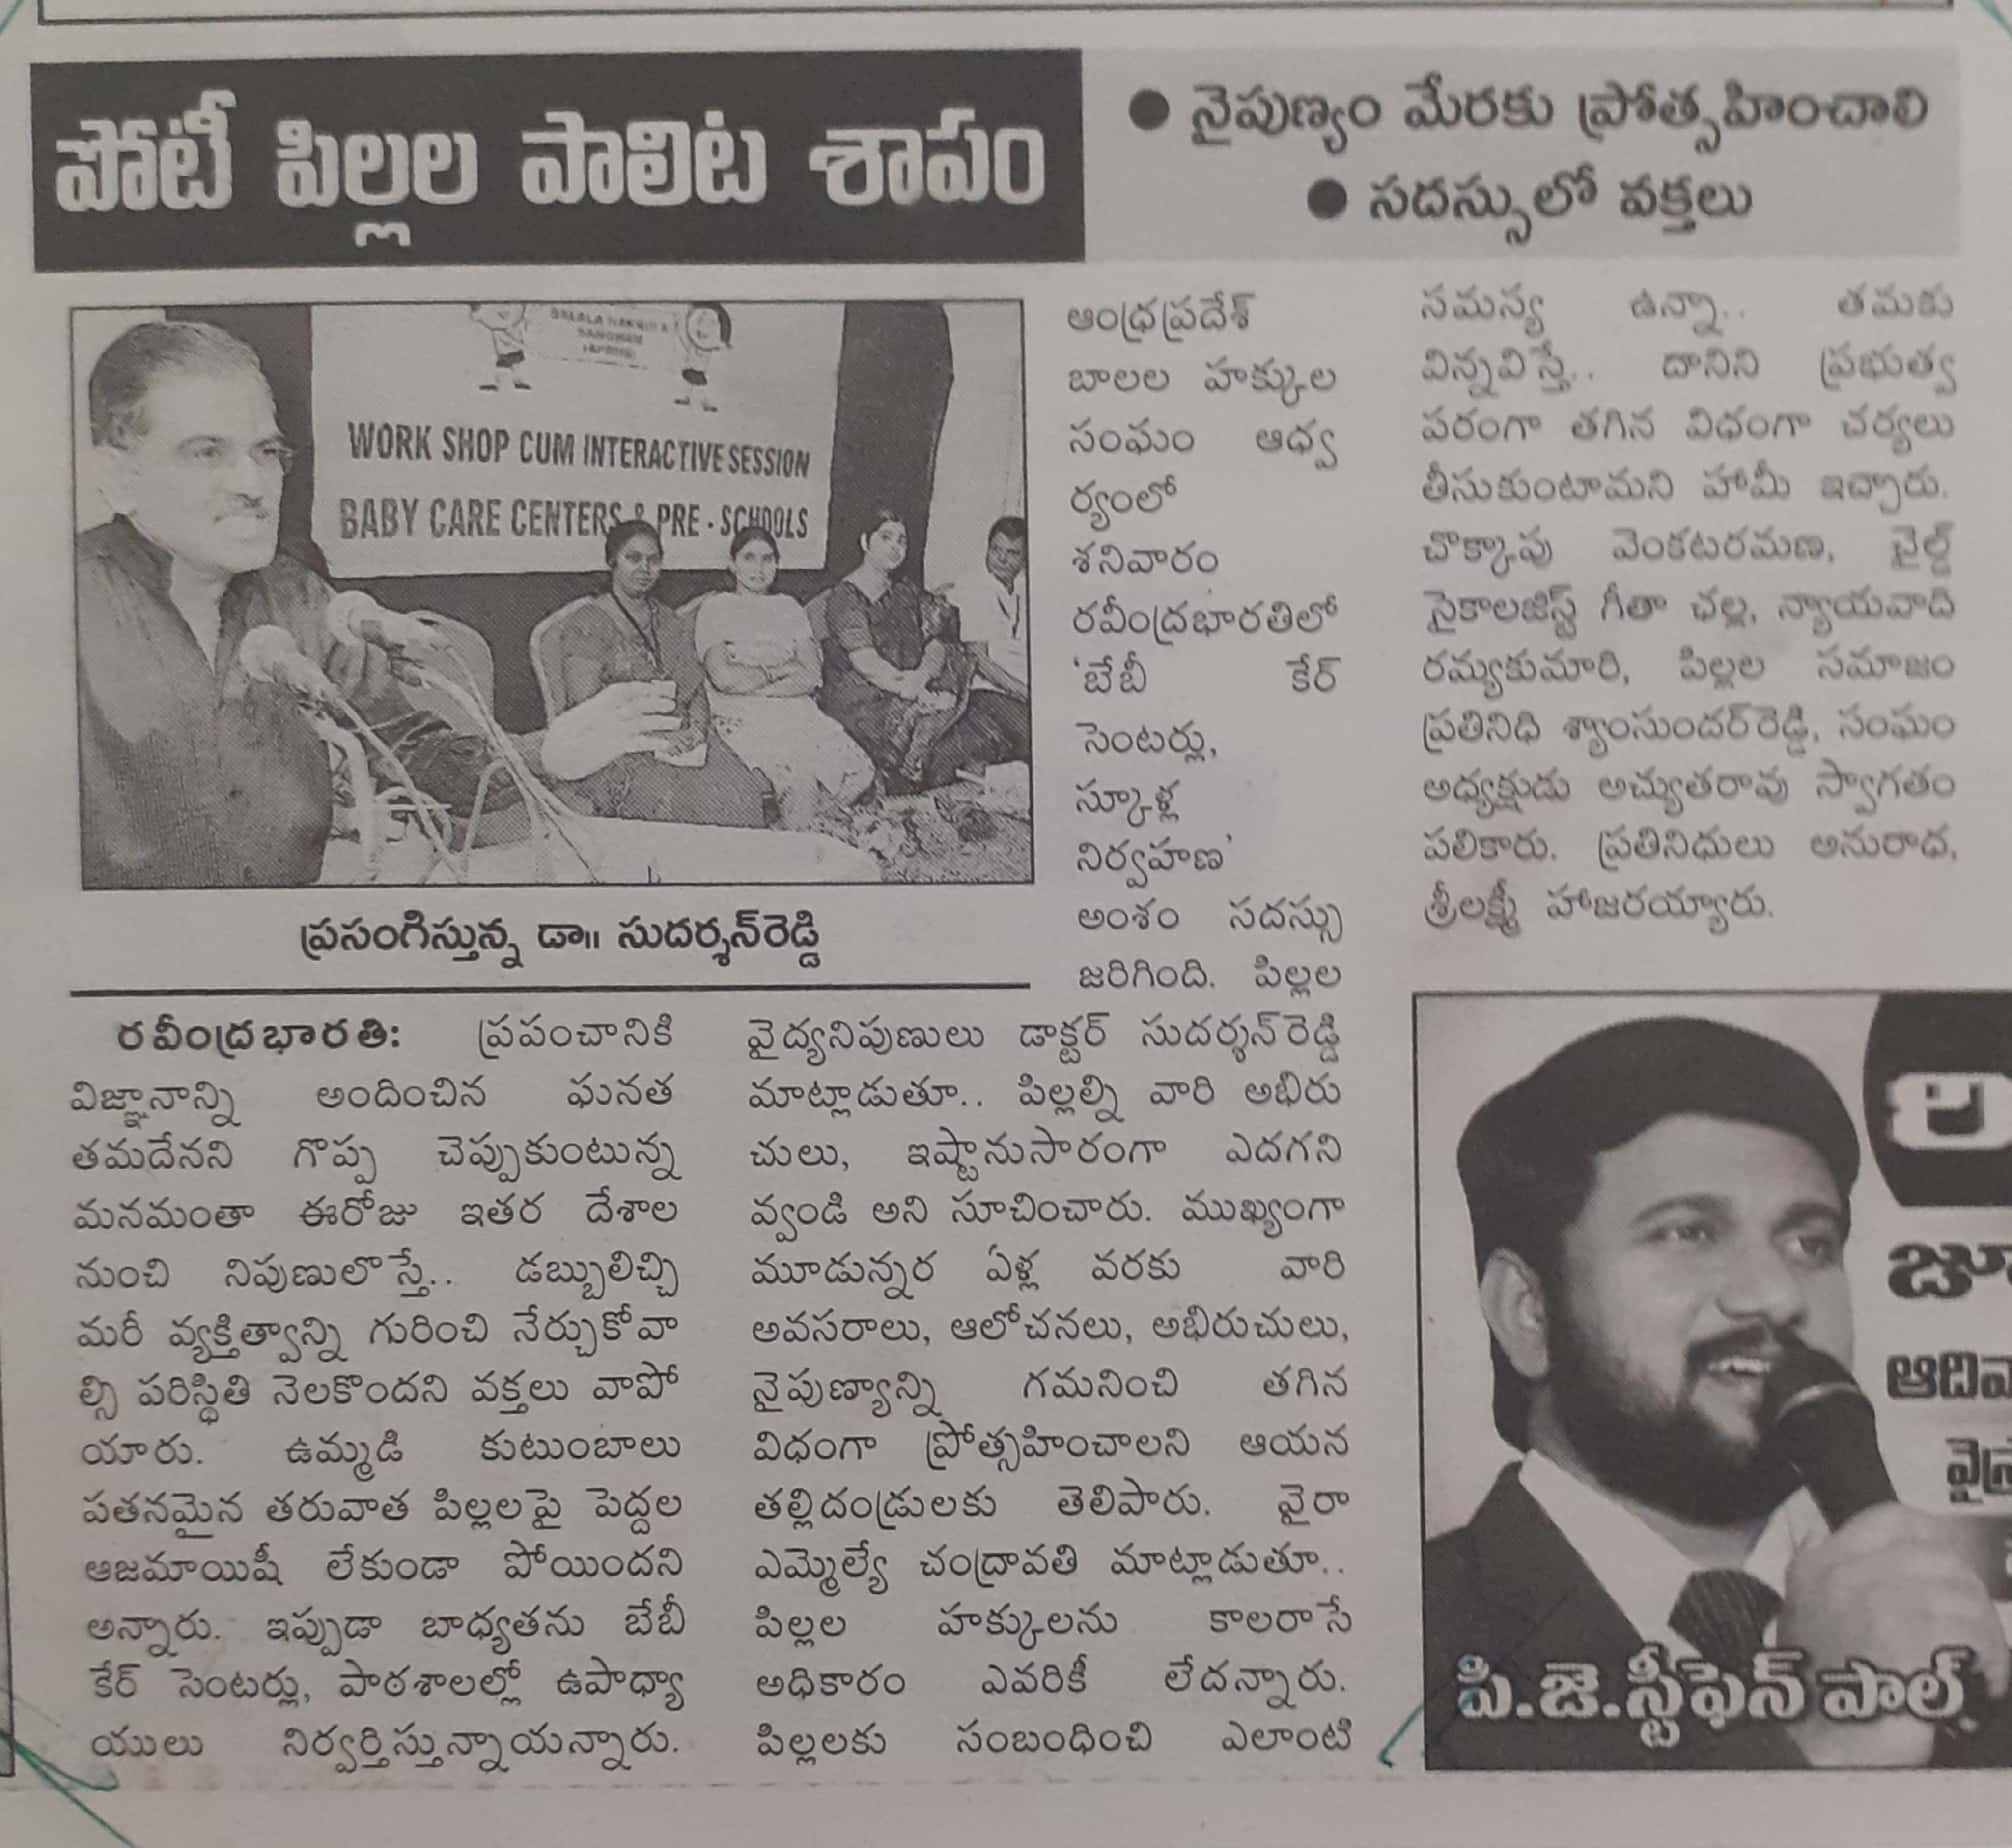 పోటీ పిల్లల పాలిట శాపం
● నైపుణ్యం మేరకు ప్రోత్సహించాలి
● సదస్సులో వక్తలు
BALALA HAKKULA
SANGHAM
WORK SHOP CUM INTERACTIVE SESSION
BABY CARE CENTERS & PRE - SCHOOLS
ప్రసంగిస్తున్న డా॥ సుదర్శన్‌రెడ్డి
రవీంద్రభారతి: ప్రపంచానికి
విజ్ఞానాన్ని అందించిన ఘనత
తమదేనని గొప్ప చెప్పుకుంటున్న
మనమంతా ఈరోజు ఇతర దేశాల
నుంచి నిపుణులొస్తే.. డబ్బులిచ్చి
మరీ వ్యక్తిత్వాన్ని గురించి నేర్చుకోవా
ల్సి పరిస్థితి నెలకొందని వక్తలు వాపో
యారు. ఉమ్మడి కుటుంబాలు
పతనమైన తరువాత పిల్లలపై పెద్దల
ఆజమాయిషీ లేకుండా పోయిందని
అన్నారు. ఇప్పుడా బాధ్యతను బేబీ
కేర్ సెంటర్లు, పాఠశాలల్లో ఉపాధ్యా
యులు నిర్వర్తిస్తున్నాయన్నారు.
ఆంధ్రప్రదేశ్
బాలల హక్కుల
సంఘం ఆధ్వ
ర్యంలో
శనివారం
రవీంద్రభారతిలో
'బేబీ కేర్
సెంటర్లు,
స్కూళ్ల
నిర్వహణ'
అంశం సదస్సు
జరిగింది. పిల్లల
వైద్యనిపుణులు డాక్టర్ సుదర్శన్‌రెడ్డి
మాట్లాడుతూ.. పిల్లల్ని వారి అభిరు
చులు, ఇష్టానుసారంగా ఎదగని
వ్వండి అని సూచించారు. ముఖ్యంగా
మూడున్నర ఏళ్ల వరకు వారి
అవసరాలు, ఆలోచనలు, అభిరుచులు,
నైపుణ్యాన్ని గమనించి తగిన
విధంగా ప్రోత్సహించాలని ఆయన
తల్లిదండ్రులకు తెలిపారు. నైరా
ఎమ్మెల్యే చంద్రావతి మాట్లాడుతూ..
పిల్లల హక్కులను కాలరాసే
అధికారం ఎవరికీ లేదన్నారు.
పిల్లలకు సంబంధించి ఎలాంటి
సమస్య ఉన్నా.. తమకు
విన్నవిస్తే.. దానిని ప్రభుత్వ
పరంగా తగిన విధంగా చర్యలు
తీసుకుంటామని హామీ ఇచ్చారు.
చొక్కాపు వెంకటరమణ, చైల్డ్
సైకాలజిస్ట్ గీతా చల్ల, న్యాయవాది
రమ్యకుమారి, పిల్లల సమాజం
ప్రతినిధి శ్యాంసుందర్‌రెడ్డి, సంఘం
అధ్యక్షుడు అచ్యుతరావు స్వాగతం
పలికారు. ప్రతినిధులు అనురాధ,
శ్రీలక్ష్మీ హాజరయ్యారు.
జూ
ఆదివా
పి.జె.స్టీఫెన్ పాల్